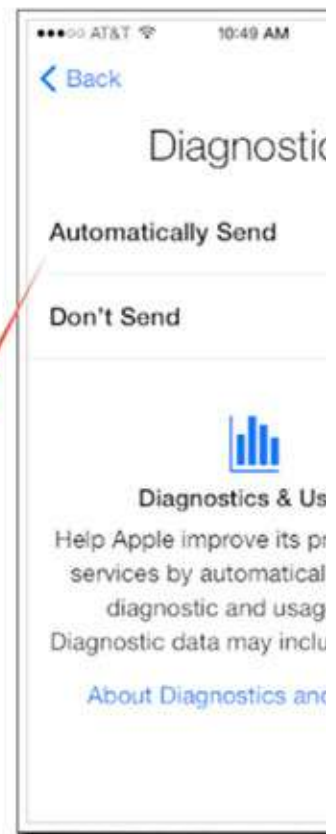 AT&T 10:49 AM
Back
Diagnostic
Automatically Send
Don't Send
Diagnostics & Us
Help Apple improve its pr
services by automatical
diagnostic and usag
Diagnostic data may inclu
About Diagnostics and